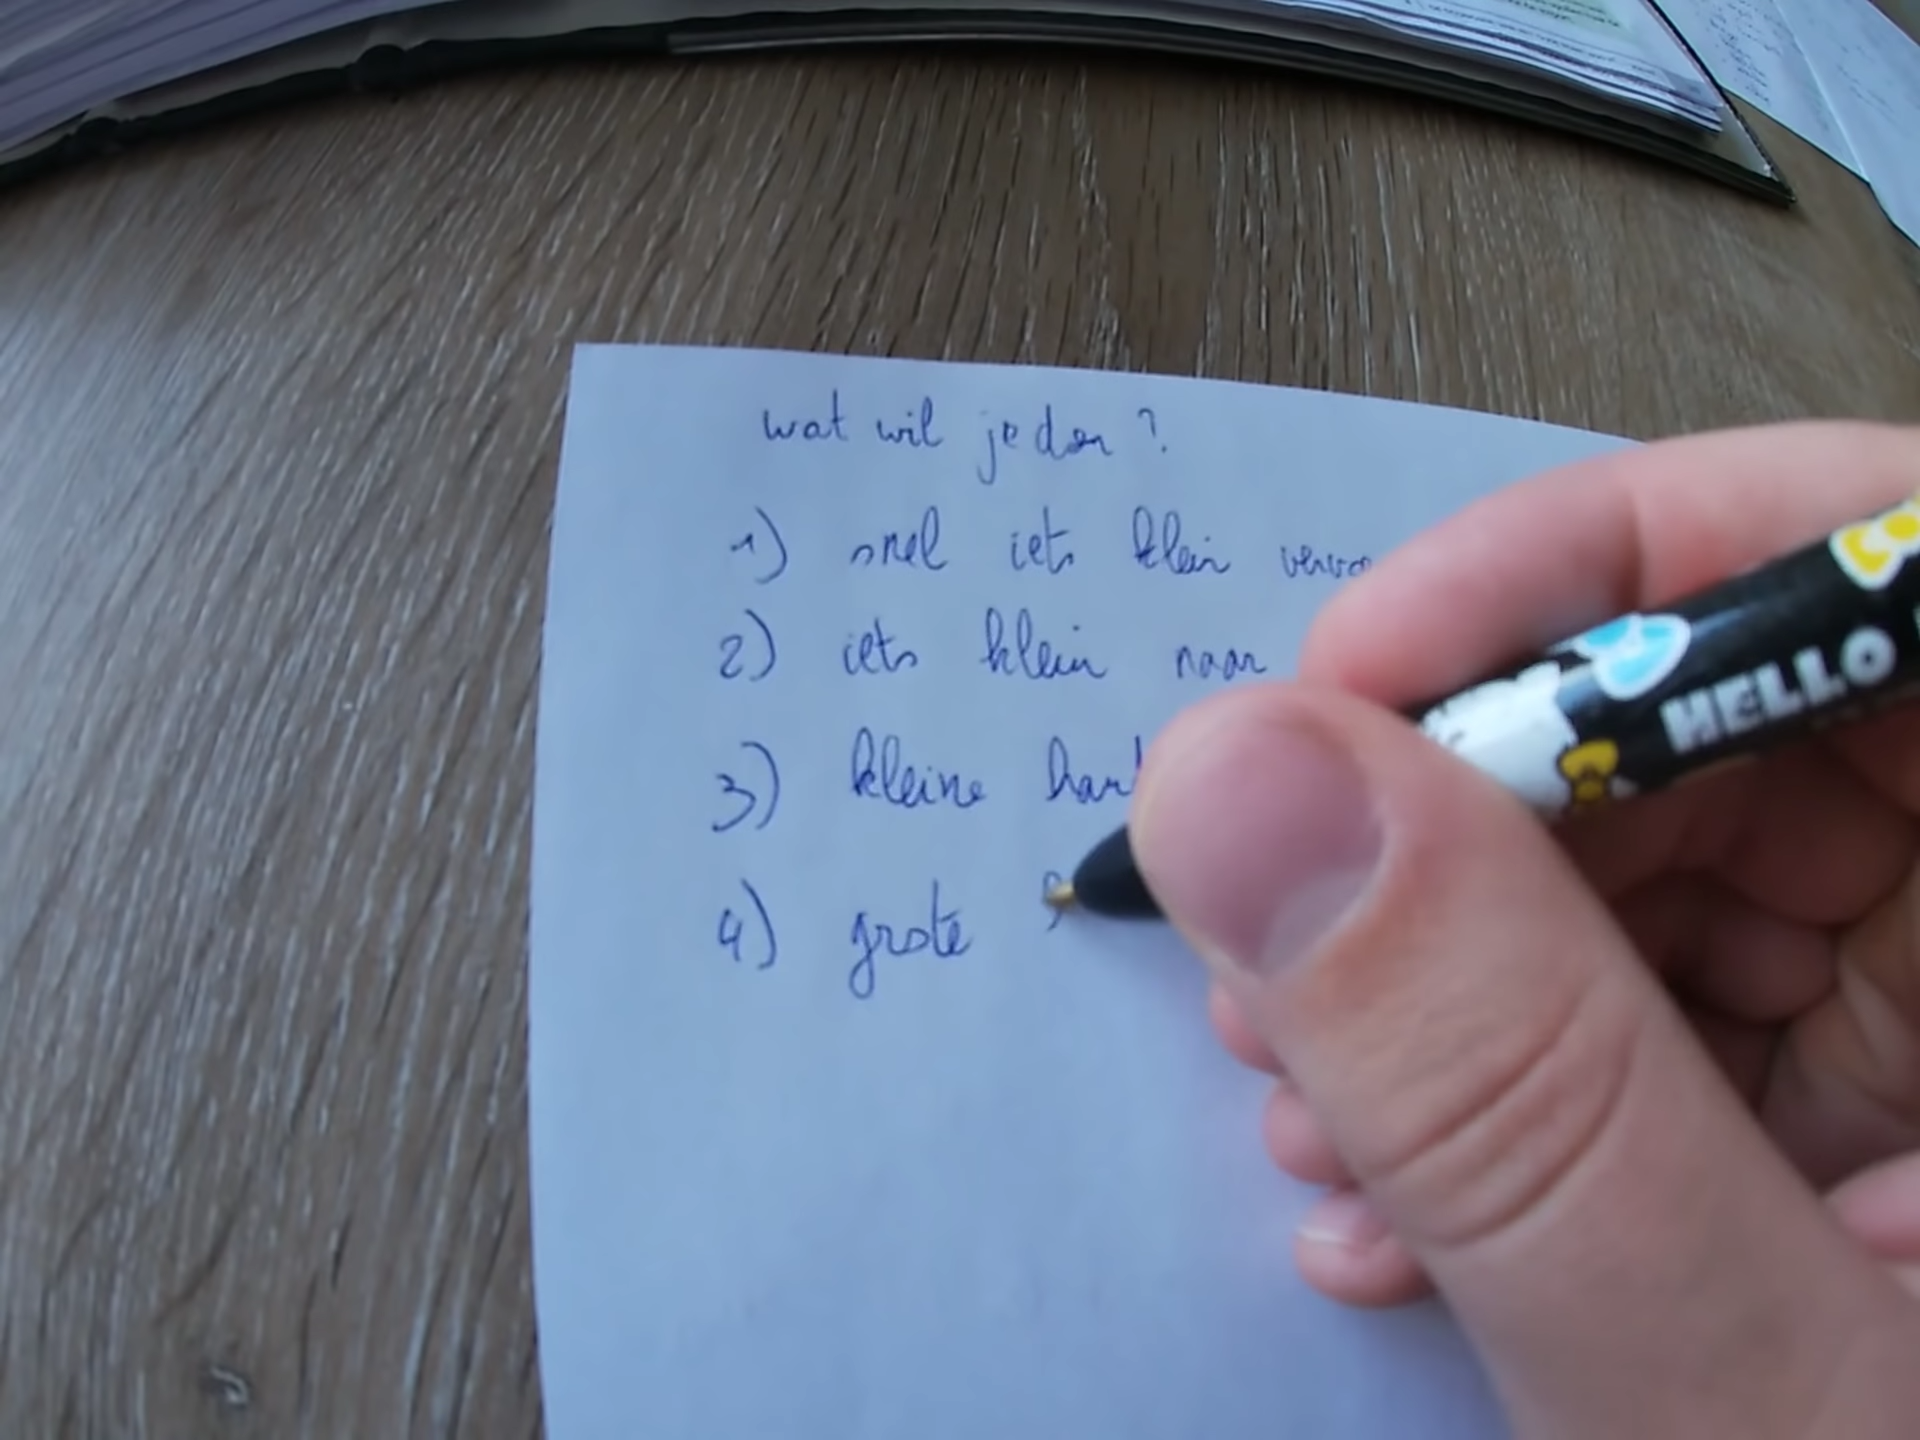 wat wil je doen ?
1) snel iets klein
2) iets klein naar
3) kleine
4) grote
HELLO